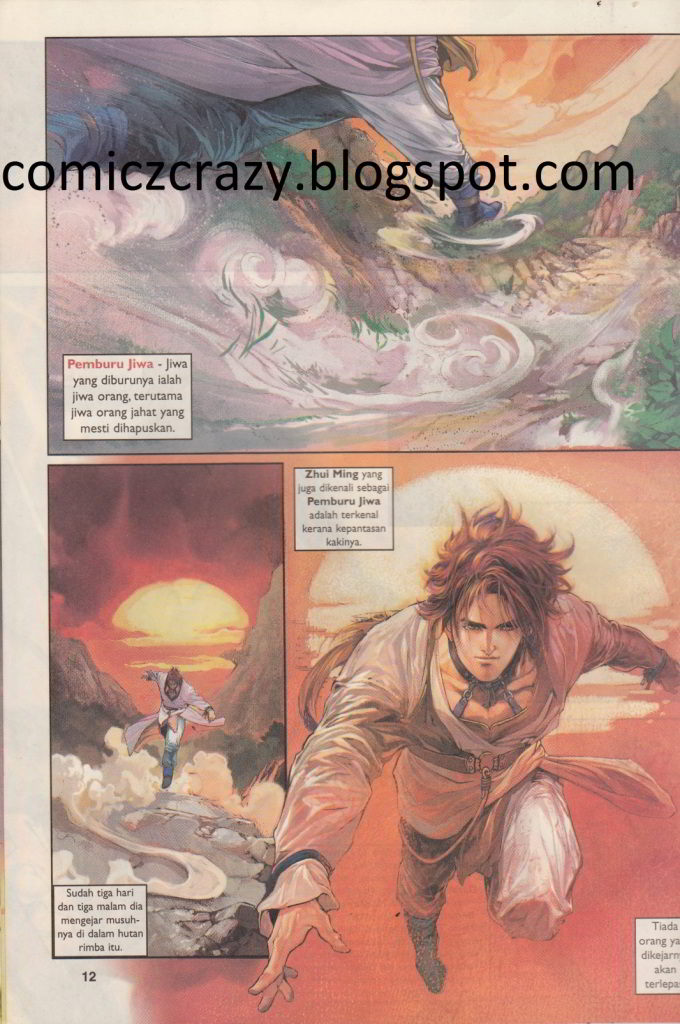 comiczcrazy.blogspot.com
Pemburu Jiwa - Jiwa
yang diburunya ialah
jiwa orang, terutama
jiwa orang jahat yang
mesti dihapuskan.
Zhui Ming yang
juga dikenali sebagai
Pemburu Jiwa
adalah terkenal
kerana kepantasan
kakinya.
Sudah tiga hari
dan tiga malam dia
mengejar musuh-
nya di dalam hutan
rimba itu.
Tiada
orang
akan
12